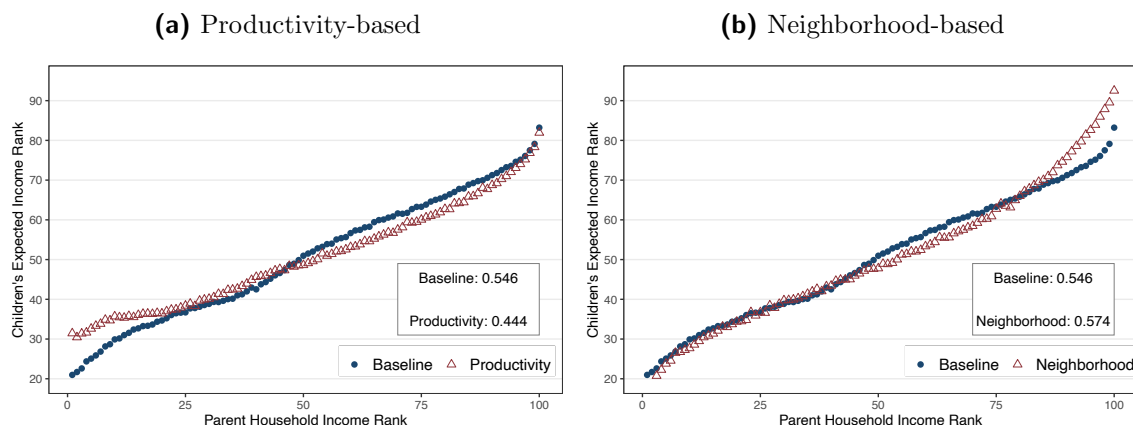 (a) Productivity-based
Children's Expected Income Rank
90
80
70
60
50
40
30
20
Baseline: 0.546
Productivity: 0.444
Baseline Productivity
0 25 50 75 100
Parent Household Income Rank
(b) Neighborhood-based
Children's Expected Income Rank
90
80
70
60
50
40
30
20
Baseline: 0.546
Neighborhood: 0.574
Baseline Neighborhood
0 25 50 75 100
Parent Household Income Rank